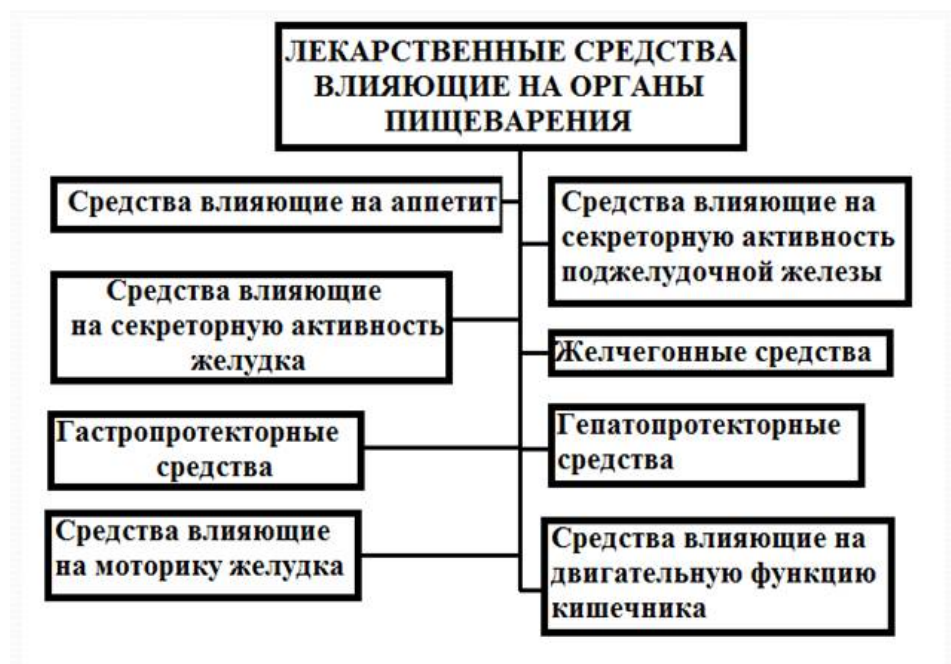 ЛЕКАРСТВЕННЫЕ СРЕДСТВА
ВЛИЯЮЩИЕ НА ОРГАНЫ
ПИЩЕВАРЕНИЯ
Средства влияющие на аппетит
Средства влияющие
на секреторную активность
желудка
Гастропротекторные
средства
Средства влияющие
на моторику желудка
Средства влияющие на
секреторную активность
поджелудочной железы
Желчегонные средства
Гепатопротекторные
средства
Средства влияющие на
двигательную функцию
кишечника